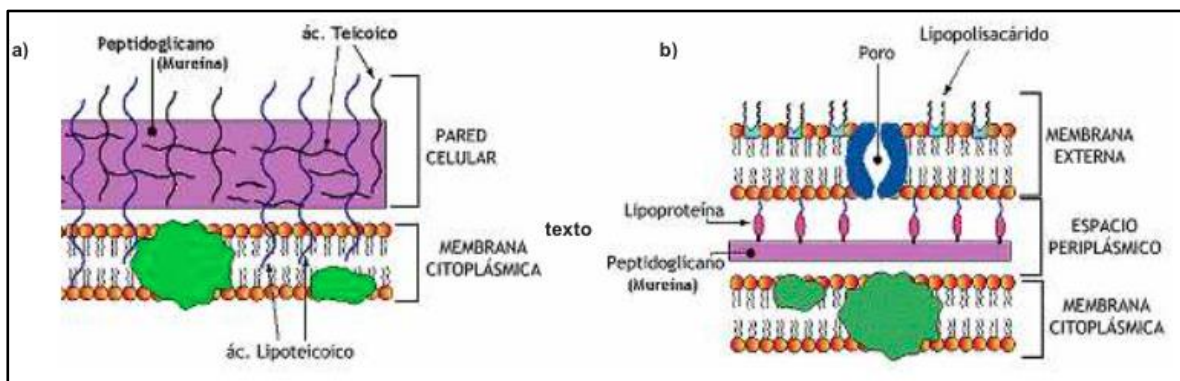 a)
Peptidoglicano
(Mureína)
ác. Teicoico
PARED
CELULAR
MEMBRANA
CITOPLÁSMICA
ác. Lipoteicoico
texto
b)
Lipopolisacárido
Poro
MEMBRANA
EXTERNA
Lipoproteína
ESPACIO
PERIPLÁSMICO
Peptidoglicano
(Mureína)
MEMBRANA
CITOPLÁSMICA